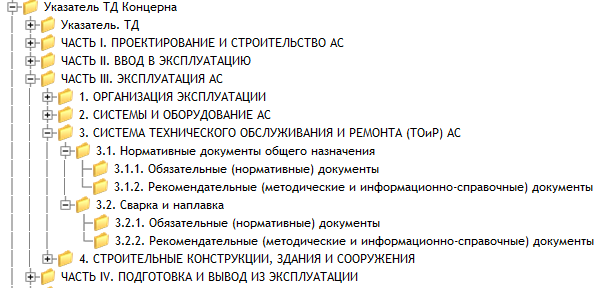 Указатель ТД Концерна
Указатель. ТД
ЧАСТЬ I. ПРОЕКТИРОВАНИЕ И СТРОИТЕЛЬСТВО АС
ЧАСТЬ II. ВВОД В ЭКСПЛУАТАЦИЮ
ЧАСТЬ III. ЭКСПЛУАТАЦИЯ АС
1. ОРГАНИЗАЦИЯ ЭКСПЛУАТАЦИИ
2. СИСТЕМЫ И ОБОРУДОВАНИЕ АС
3. СИСТЕМА ТЕХНИЧЕСКОГО ОБСЛУЖИВАНИЯ И РЕМОНТА (ТОиР) АС
3.1. Нормативные документы общего назначения
3.1.1. Обязательные (нормативные) документы
3.1.2. Рекомендательные (методические и информационно-справочные) документы
3.2. Сварка и наплавка
3.2.1. Обязательные (нормативные) документы
3.2.2. Рекомендательные (методические и информационно-справочные) документы
4. СТРОИТЕЛЬНЫЕ КОНСТРУКЦИИ, ЗДАНИЯ И СООРУЖЕНИЯ
ЧАСТЬ IV. ПОДГОТОВКА И ВЫВОД ИЗ ЭКСПЛУАТАЦИИ